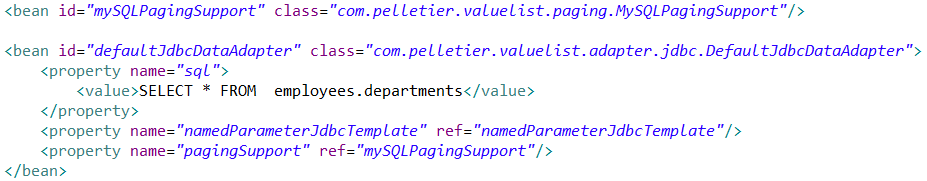 <bean id="mySQLPagingSupport" class="com.pelletier.valuelist.paging.MySQLPagingSupport"/>
<bean id="defaultJdbcDataAdapter" class="com.pelletier.valuelist.adapter.jdbc.DefaultJdbcDataAdapter">
<property name="sql">
<value>SELECT * FROM  employees.departments</value>
</property>
<property name="namedParameterJdbcTemplate" ref="namedParameterJdbcTemplate"/>
<property name="pagingSupport" ref="mySQLPagingSupport"/>
</bean>